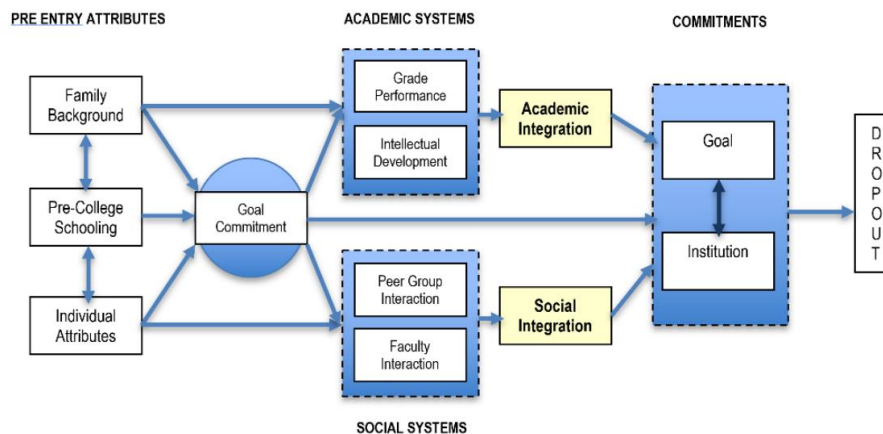 PRE ENTRY ATTRIBUTES
ACADEMIC SYSTEMS
COMMITMENTS
Family
Background
Pre-College
Schooling
Individual
Attributes
Goal
Commitment
Grade
Performance
Intellectual
Development
Peer Group
Interaction
Faculty
Interaction
SOCIAL SYSTEMS
Academic
Integration
Social
Integration
Goal
Institution
D
R
O
P
O
U
T